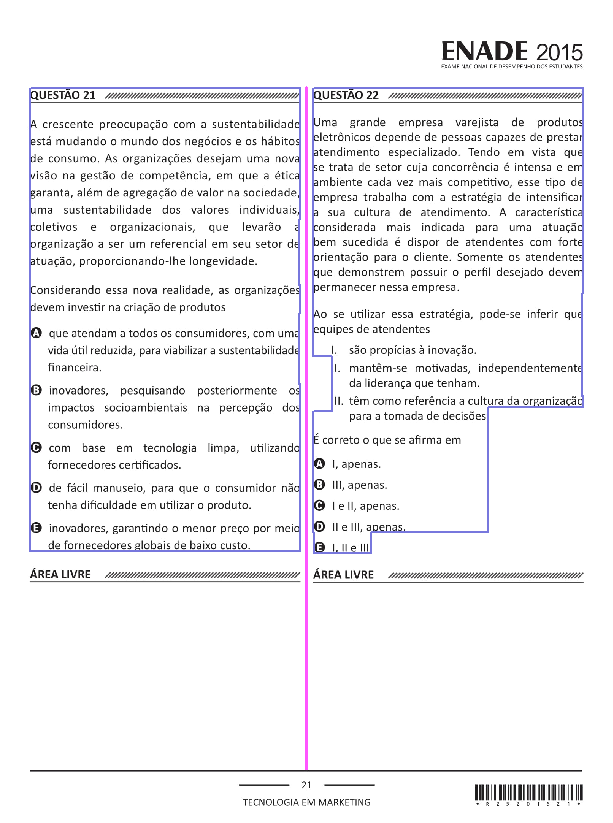 ENADE 2015
EXAME NACIONAL DE DESEMPENHO DOS ESTUDANTES
QUESTÃO 21
A crescente preocupação com a sustentabilidade
está mudando o mundo dos negócios e os hábitos
de consumo. As organizações desejam uma nova
visão na gestão de competência, em que a ética
garanta, além de agregação de valor na sociedade,
uma sustentabilidade dos valores individuais,
coletivos e organizacionais, que levarão a
organização a ser um referencial em seu setor de
atuação, proporcionando-lhe longevidade.
Considerando essa nova realidade, as organizações
devem investir na criação de produtos
A que atendam a todos os consumidores, com uma
vida útil reduzida, para viabilizar a sustentabilidade
financeira.
B inovadores, pesquisando posteriormente os
impactos socioambientais na percepção dos
consumidores.
C com base em tecnologia limpa, utilizando
fornecedores certificados.
D de fácil manuseio, para que o consumidor não
tenha dificuldade em utilizar o produto.
E inovadores, garantindo o menor preço por meio
de fornecedores globais de baixo custo.
ÁREA LIVRE
QUESTÃO 22
Uma grande empresa varejista de produtos
eletrônicos depende de pessoas capazes de prestar
atendimento especializado. Tendo em vista que
se trata de setor cuja concorrência é intensa e em
ambiente cada vez mais competitivo, esse tipo de
empresa trabalha com a estratégia de intensificar
a sua cultura de atendimento. A característica
considerada mais indicada para uma atuação
bem sucedida é dispor de atendentes com forte
orientação para o cliente. Somente os atendentes
que demonstrem possuir o perfil desejado devem
permanecer nessa empresa.
Ao se utilizar essa estratégia, pode-se inferir que
equipes de atendentes
I. são propícias à inovação.
I. mantêm-se motivadas, independentemente
da liderança que tenham.
II. têm como referência a cultura da organização
para a tomada de decisões
É correto o que se afirma em
A I, apenas.
B III, apenas.
C I e II, apenas.
D II e III, apenas.
E I, II e III
ÁREA LIVRE
21
TECNOLOGIA EM MARKETING
*R2320152 1*